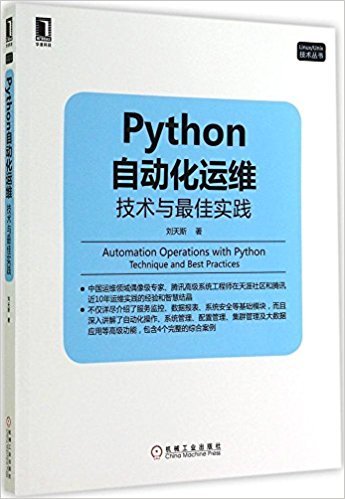 华章科技
Linux/Unix
技术丛书
Python
自动化运维
技术与最佳实践
刘天斯 著
Automation Operations with Python
Technique and Best Practices
中国运维领域偶像级专家、腾讯高级系统工程师在天涯社区和腾讯
近10年运维实践的经验和智慧结晶
不仅详尽介绍了服务监控、数据报表、系统安全等基础模块，而且
深入讲解了自动化操作、系统管理、配置管理、集群管理及大数据
应用等高级功能，包含4个完整的综合案例
机械工业出版社
China Machine Press
Python自动化运维
技术与最佳实践
刘天斯 著